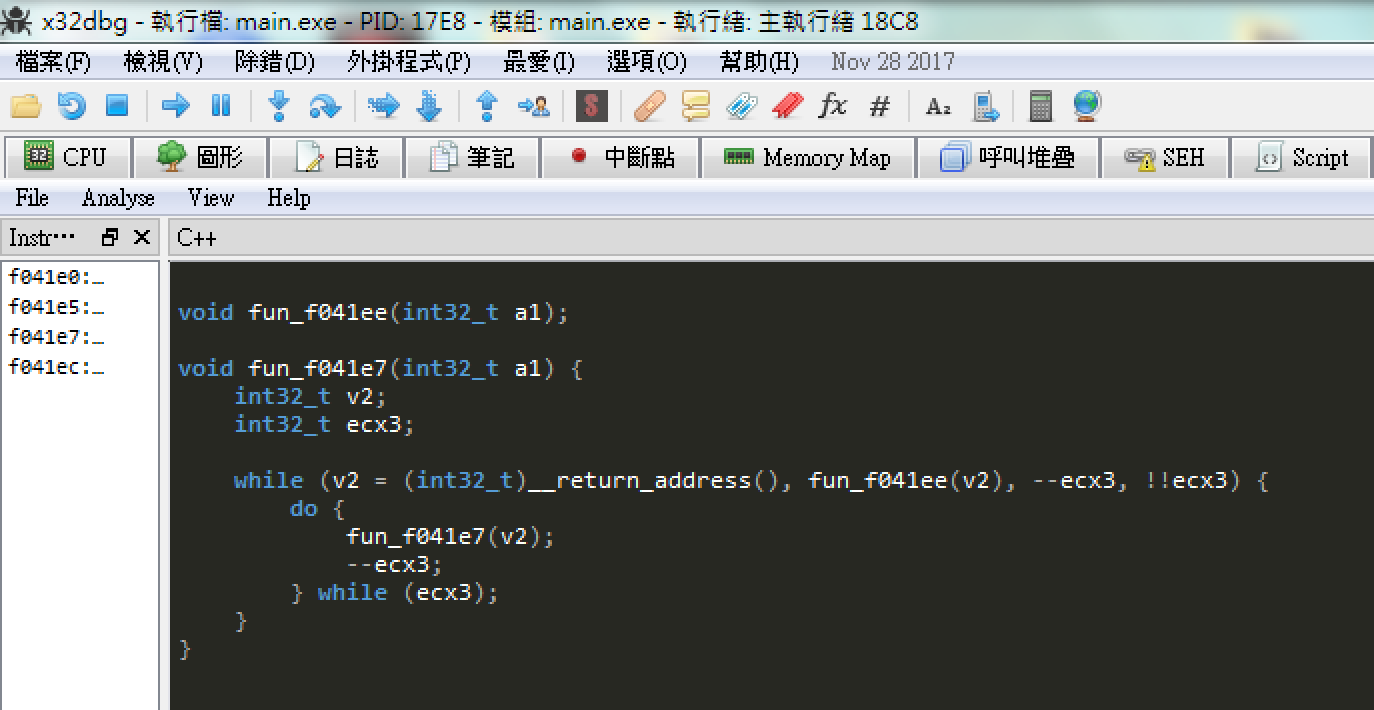 x32dbg - 執行檔: main.exe - PID: 17E8 - 模組: main.exe - 執行緒: 主執行緒 18C8
檔案(F) 檢視(V) 除錯(D) 外掛程式(P) 最愛(I) 選項(O) 幫助(H) Nov 28 2017
S fx # Az
CPU 圖形 日誌 筆記 中斷點 Memory Map 呼叫堆疊 SEH Script
File Analyse View Help
Instr··· C++
f041e0:…
f041e5:…
f041e7:…
f041ec:…
void fun_f041ee(int32_t a1);
void fun_f041e7(int32_t a1) {
    int32_t v2;
    int32_t ecx3;
    while (v2 = (int32_t)__return_address(), fun_f041ee(v2), --ecx3, !!ecx3) {
        do {
            fun_f041e7(v2);
            --ecx3;
        } while (ecx3);
    }
}